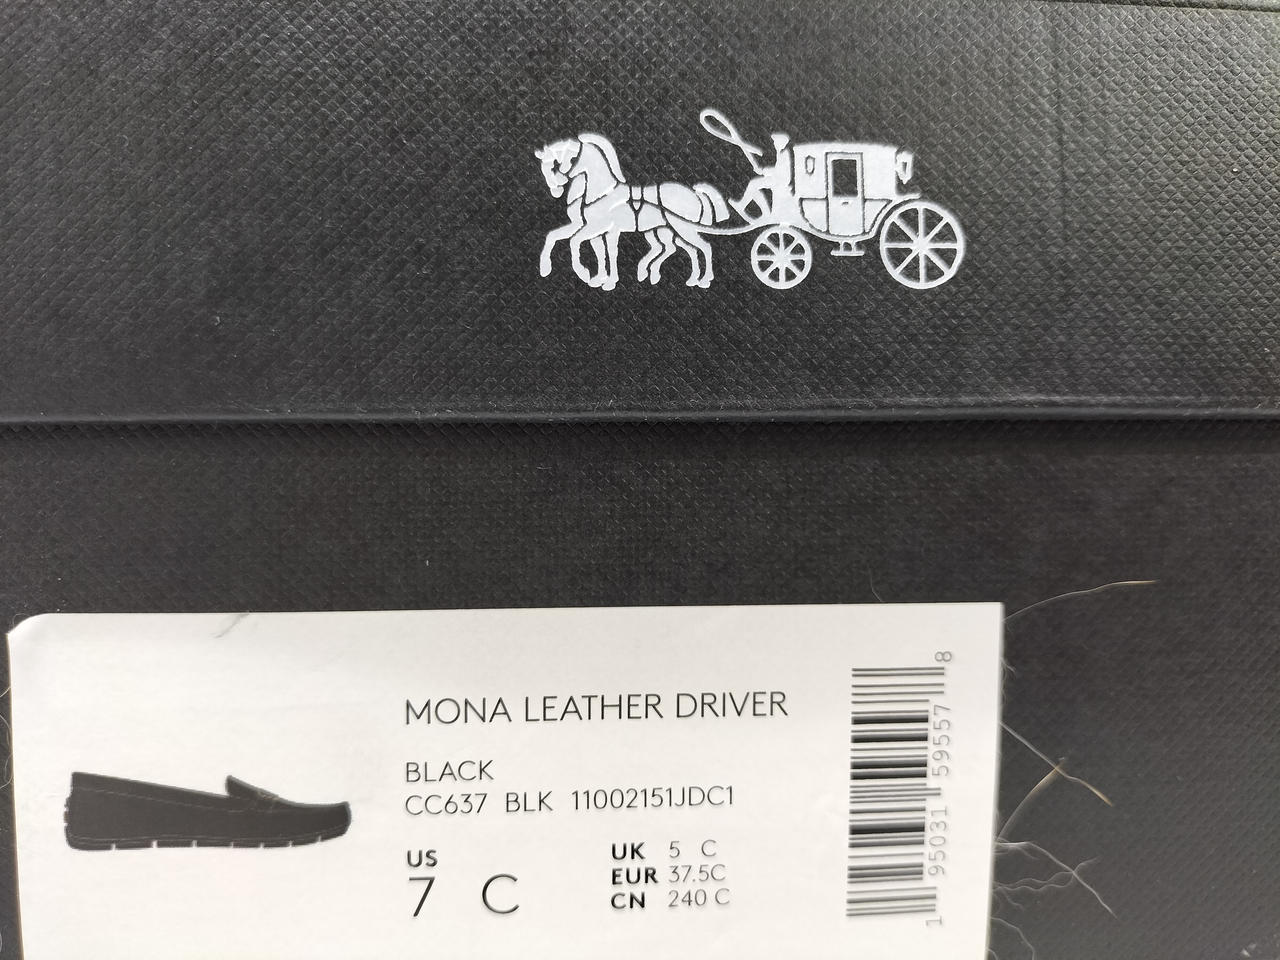 MONA LEATHER DRIVER
BLACK
CC637 BLK 11002151JDC1
US
7 C
UK 5 C
EUR 37.5C
CN 240 C
1 95031 59557 8